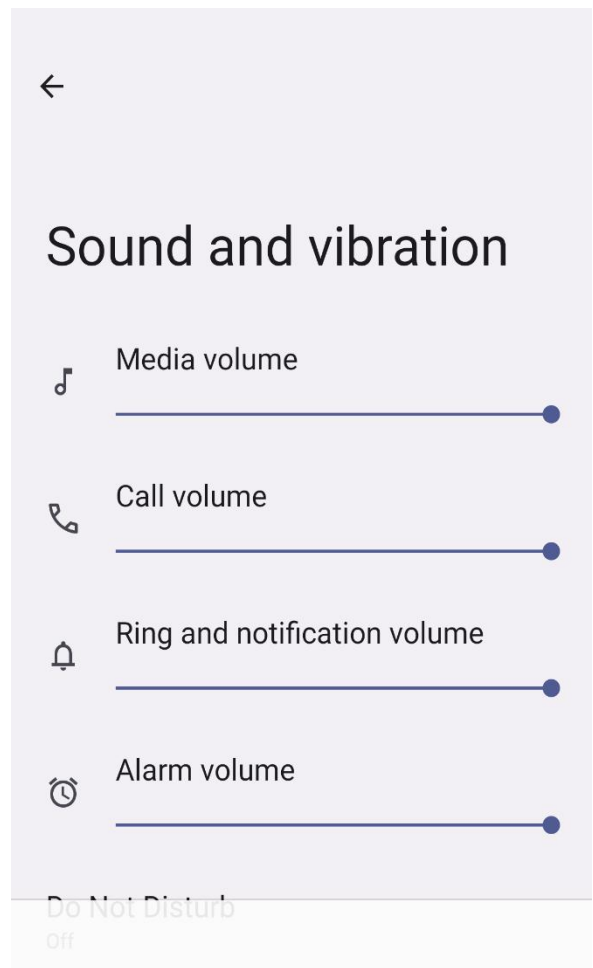 Sound and vibration
Media volume
Call volume
Ring and notification volume
Alarm volume
Do Not Disturb
Off